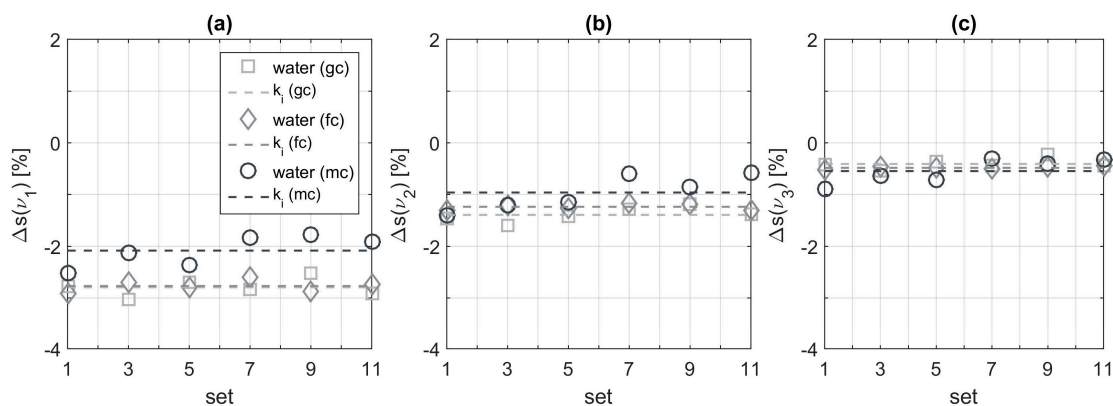 (a)
2
0
-2
-4
Δs(ν₁) [%]
1 3 5 7 9 11
set
water (gc)
kᵢ (gc)
water (fc)
kᵢ (fc)
water (mc)
kᵢ (mc)
(b)
2
0
-2
-4
Δs(ν₂) [%]
1 3 5 7 9 11
set
(c)
2
0
-2
-4
Δs(ν₃) [%]
1 3 5 7 9 11
set